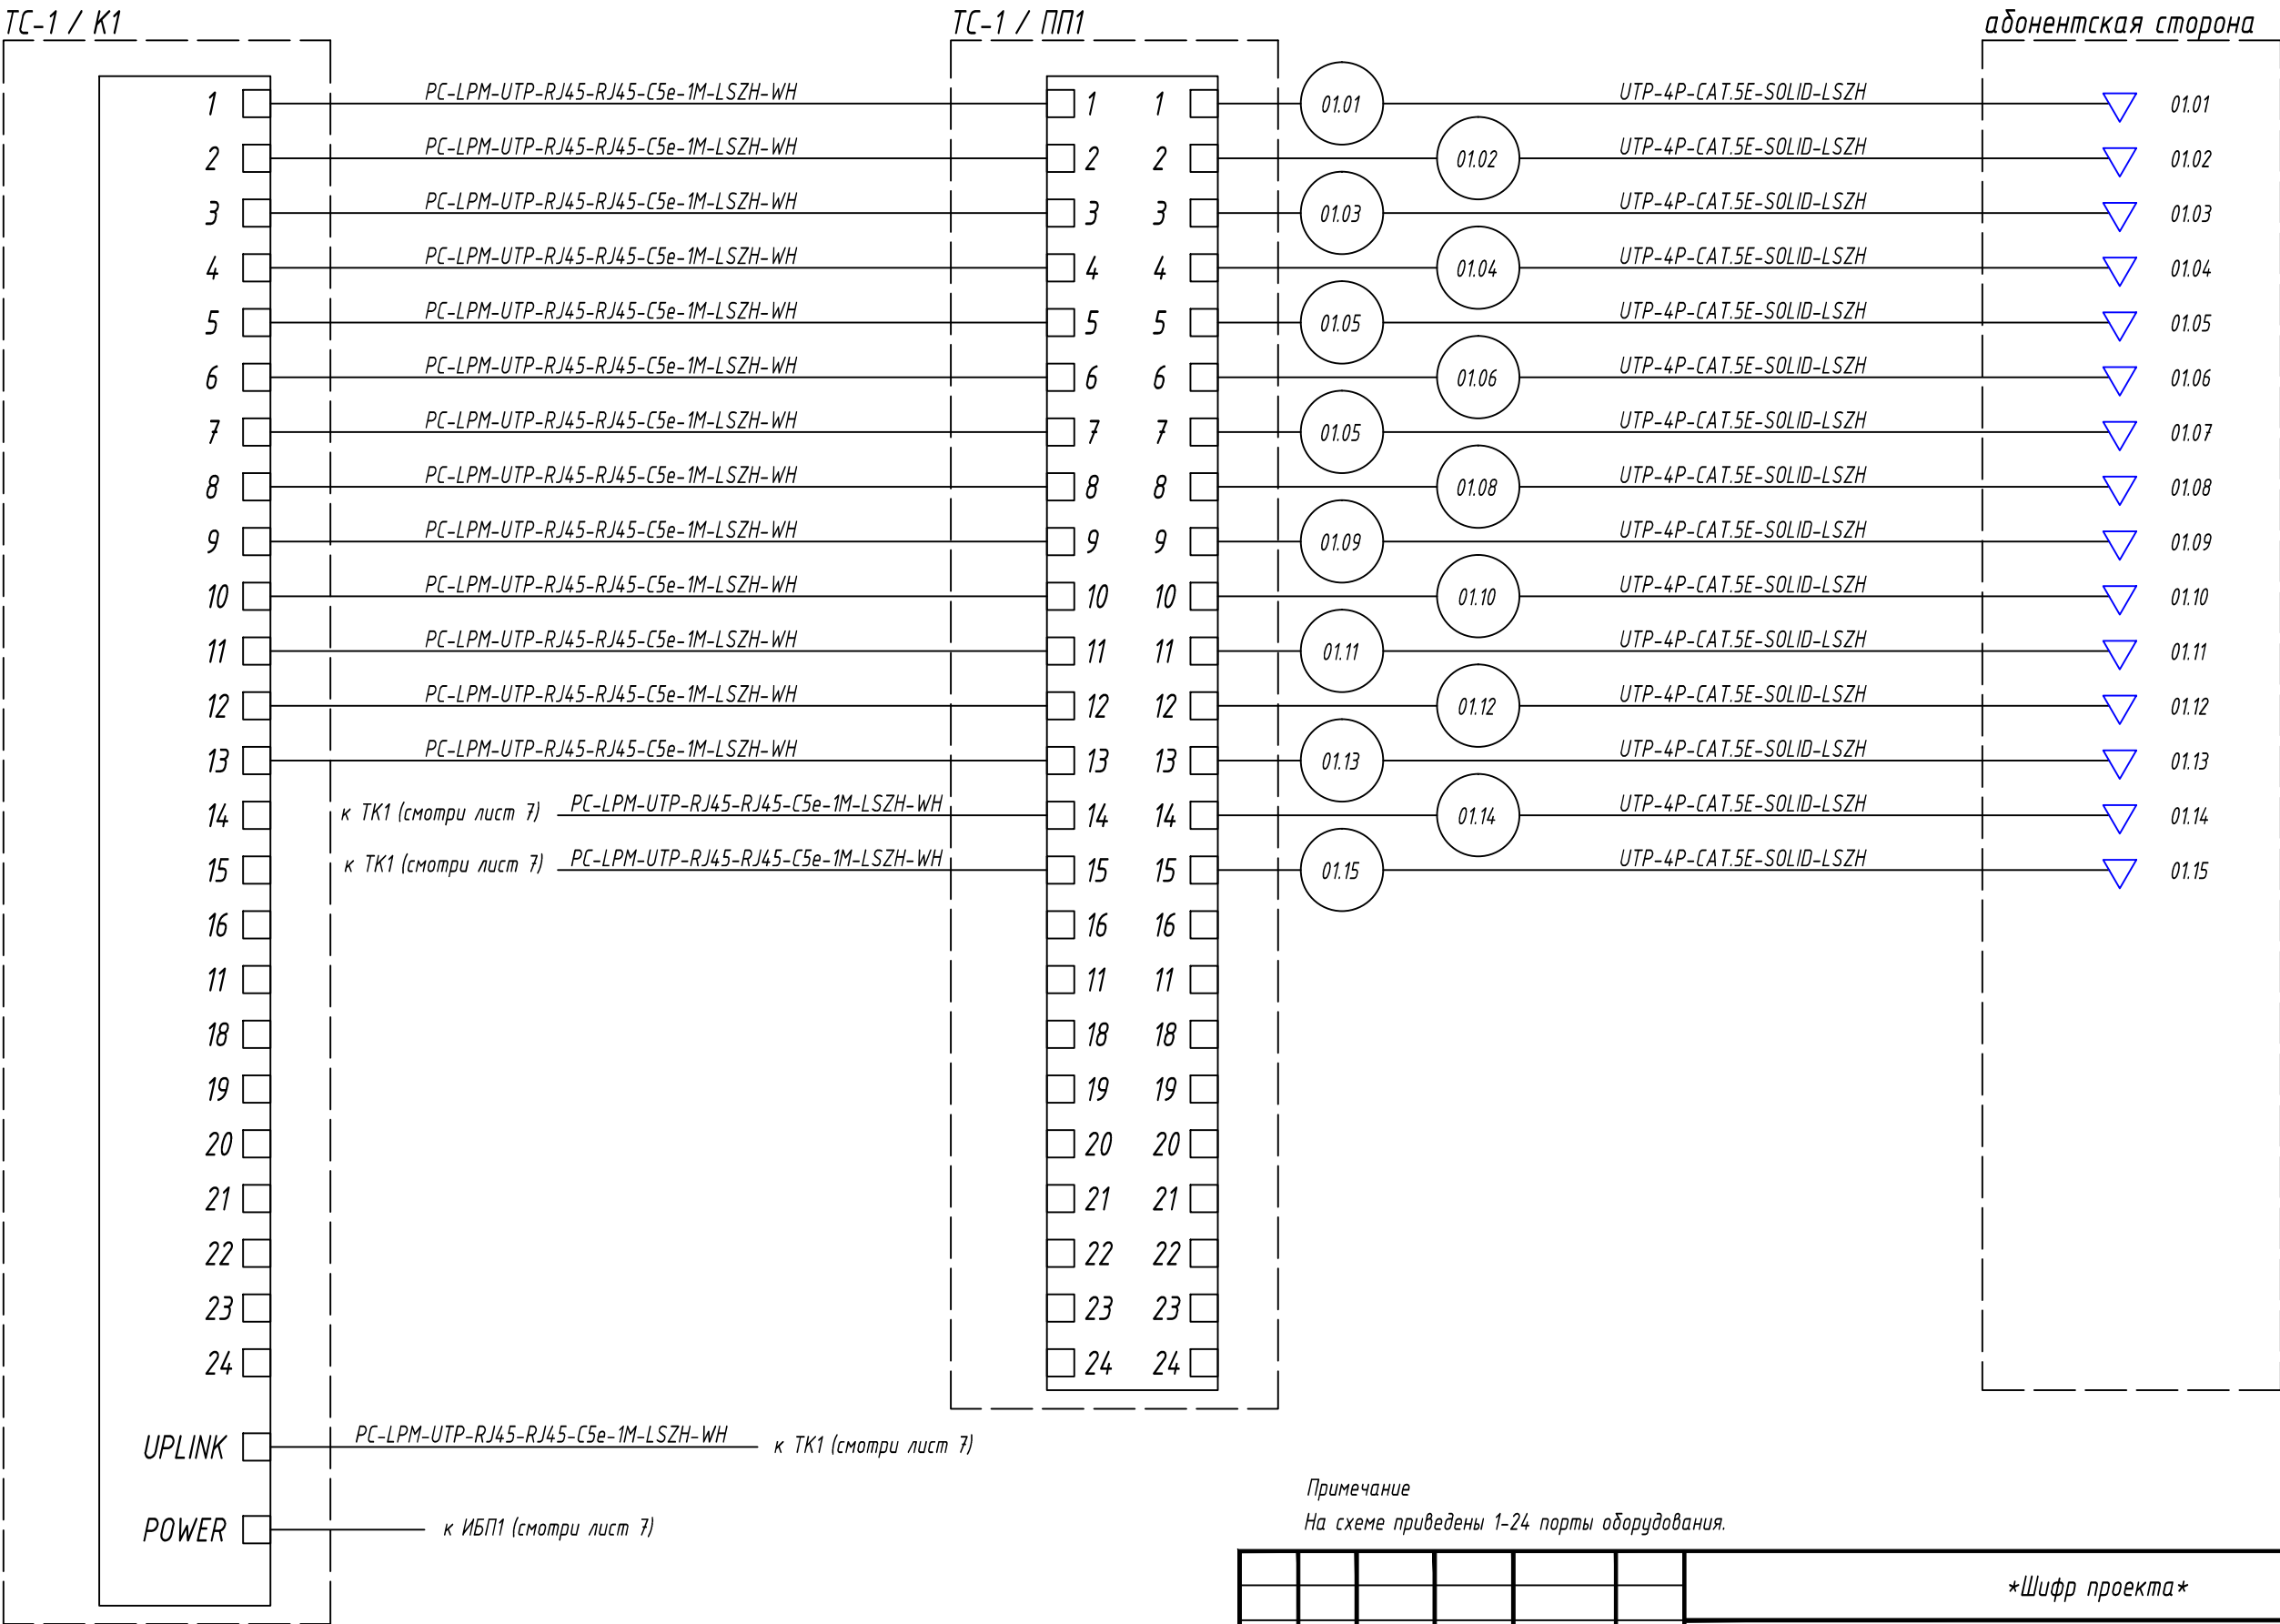 ТС-1 / К1 ТС-1 / ПП1 абонентская сторона
1 PC-LPM-UTP-RJ45-RJ45-C5e-1M-LSZH-WH 1 1 01.01 UTP-4P-CAT.5E-SOLID-LSZH 01.01
2 PC-LPM-UTP-RJ45-RJ45-C5e-1M-LSZH-WH 2 2 01.02 UTP-4P-CAT.5E-SOLID-LSZH 01.02
3 PC-LPM-UTP-RJ45-RJ45-C5e-1M-LSZH-WH 3 3 01.03 UTP-4P-CAT.5E-SOLID-LSZH 01.03
4 PC-LPM-UTP-RJ45-RJ45-C5e-1M-LSZH-WH 4 4 01.04 UTP-4P-CAT.5E-SOLID-LSZH 01.04
5 PC-LPM-UTP-RJ45-RJ45-C5e-1M-LSZH-WH 5 5 01.05 UTP-4P-CAT.5E-SOLID-LSZH 01.05
6 PC-LPM-UTP-RJ45-RJ45-C5e-1M-LSZH-WH 6 6 01.06 UTP-4P-CAT.5E-SOLID-LSZH 01.06
7 PC-LPM-UTP-RJ45-RJ45-C5e-1M-LSZH-WH 7 7 01.05 UTP-4P-CAT.5E-SOLID-LSZH 01.07
8 PC-LPM-UTP-RJ45-RJ45-C5e-1M-LSZH-WH 8 8 01.08 UTP-4P-CAT.5E-SOLID-LSZH 01.08
9 PC-LPM-UTP-RJ45-RJ45-C5e-1M-LSZH-WH 9 9 01.09 UTP-4P-CAT.5E-SOLID-LSZH 01.09
10 PC-LPM-UTP-RJ45-RJ45-C5e-1M-LSZH-WH 10 10 01.10 UTP-4P-CAT.5E-SOLID-LSZH 01.10
11 PC-LPM-UTP-RJ45-RJ45-C5e-1M-LSZH-WH 11 11 01.11 UTP-4P-CAT.5E-SOLID-LSZH 01.11
12 PC-LPM-UTP-RJ45-RJ45-C5e-1M-LSZH-WH 12 12 01.12 UTP-4P-CAT.5E-SOLID-LSZH 01.12
13 PC-LPM-UTP-RJ45-RJ45-C5e-1M-LSZH-WH 13 13 01.13 UTP-4P-CAT.5E-SOLID-LSZH 01.13
14 к ТК1 (смотри лист 7) PC-LPM-UTP-RJ45-RJ45-C5e-1M-LSZH-WH 14 14 01.14 UTP-4P-CAT.5E-SOLID-LSZH 01.14
15 к ТК1 (смотри лист 7) PC-LPM-UTP-RJ45-RJ45-C5e-1M-LSZH-WH 15 15 01.15 UTP-4P-CAT.5E-SOLID-LSZH 01.15
16 16 16
11 11 11
18 18 18
19 19 19
20 20 20
21 21 21
22 22 22
23 23 23
24 24 24
UPLINK PC-LPM-UTP-RJ45-RJ45-C5e-1M-LSZH-WH к ТК1 (смотри лист 7)
POWER к ИБП1 (смотри лист 7)
Примечание
На схеме приведены 1-24 порты оборудования.
*Шифр проекта*